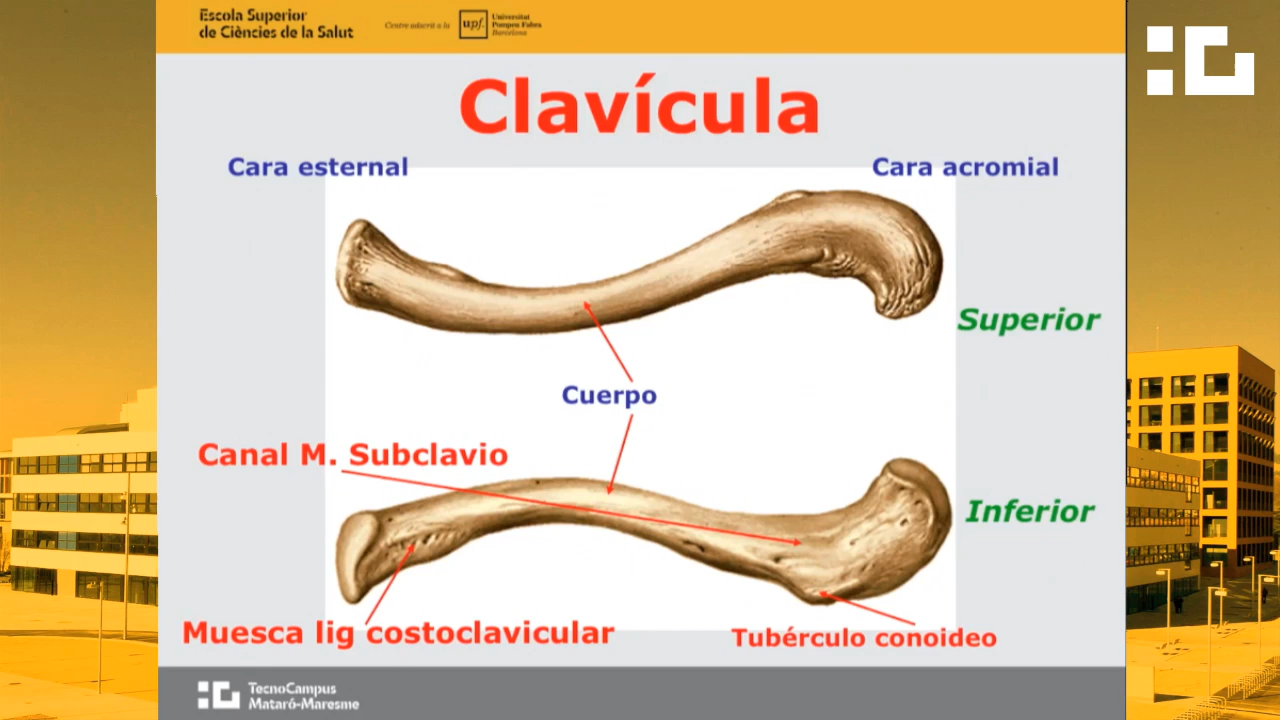 Escola Superior
de Ciències de la Salut
Centre adscrit a la
upf.
Universitat
Pompeu Fabra
Barcelona
Clavícula
Cara esternal
Cara acromial
Superior
Cuerpo
Canal M. Subclavio
Inferior
Muesca lig costoclavicular
Tubérculo conoideo
TecnoCampus
Mataró-Maresme